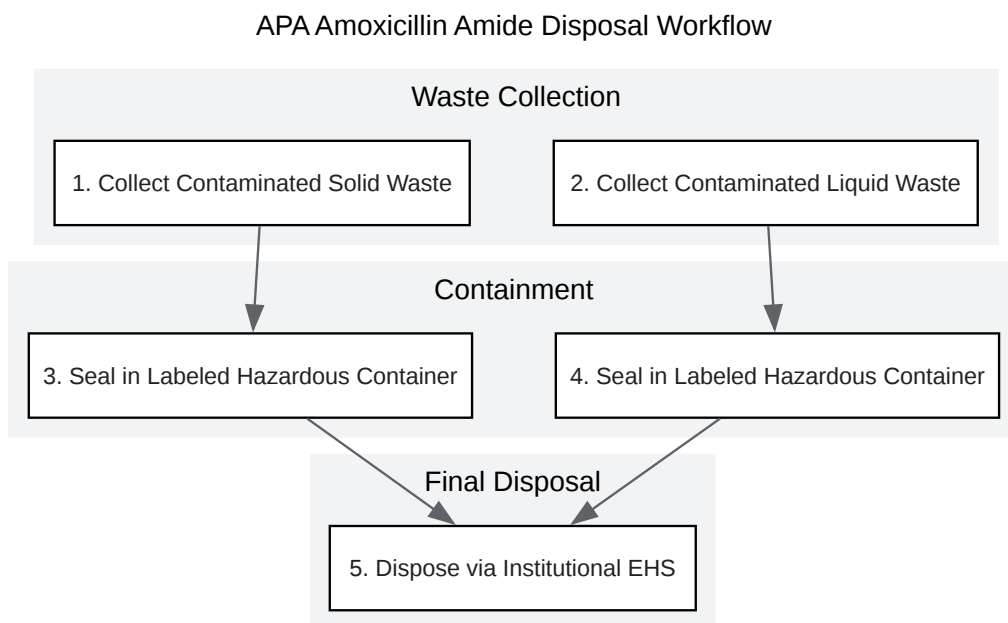 APA Amoxicillin Amide Disposal Workflow
Waste Collection
1. Collect Contaminated Solid Waste
2. Collect Contaminated Liquid Waste
Containment
3. Seal in Labeled Hazardous Container
4. Seal in Labeled Hazardous Container
Final Disposal
5. Dispose via Institutional EHS